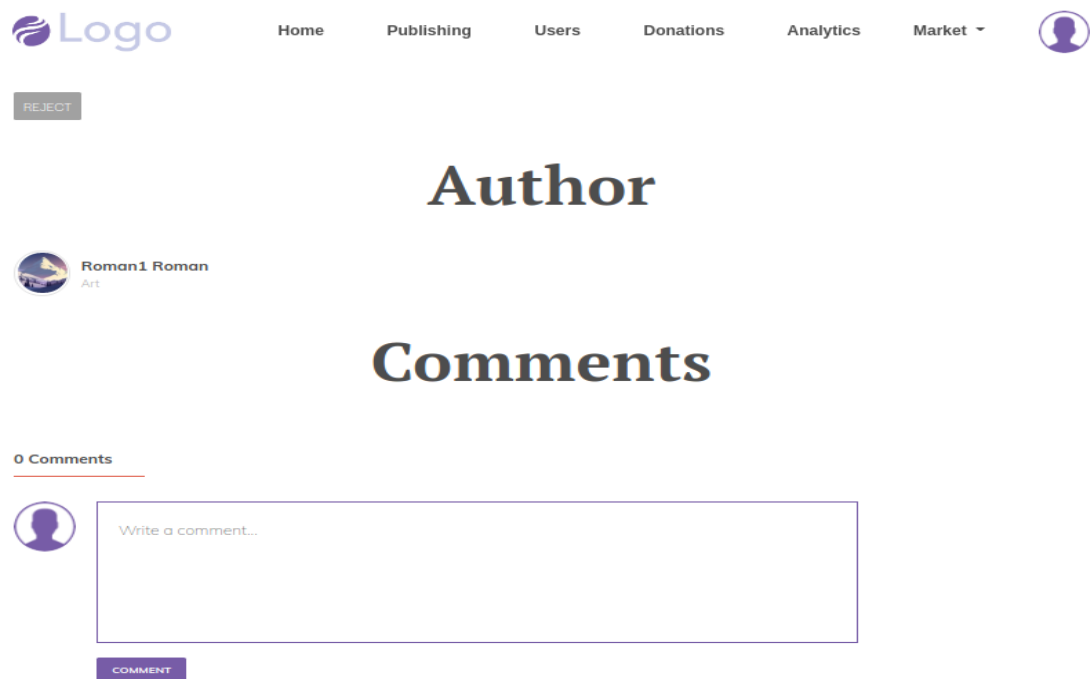 Logo
Home Publishing Users Donations Analytics Market
REJECT
Author
Roman1 Roman
Art
Comments
0 Comments
Write a comment...
COMMENT